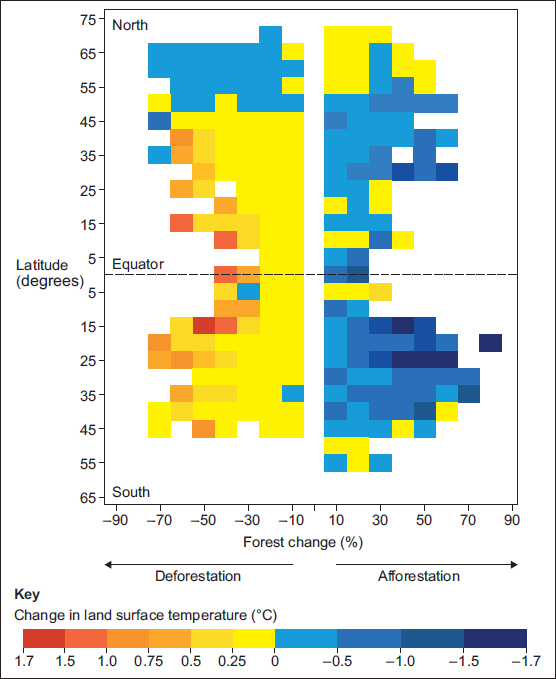 75
North
65
55
45
35
25
15
5
Equator
Latitude
(degrees)
5
15
25
35
45
55
South
65
–90 –70 –50 –30 –10 10 30 50 70 90
Forest change (%)
Deforestation Afforestation
Key
Change in land surface temperature (°C)
1.7 1.5 1.0 0.75 0.5 0.25 0 –0.5 –1.0 –1.5 –1.7